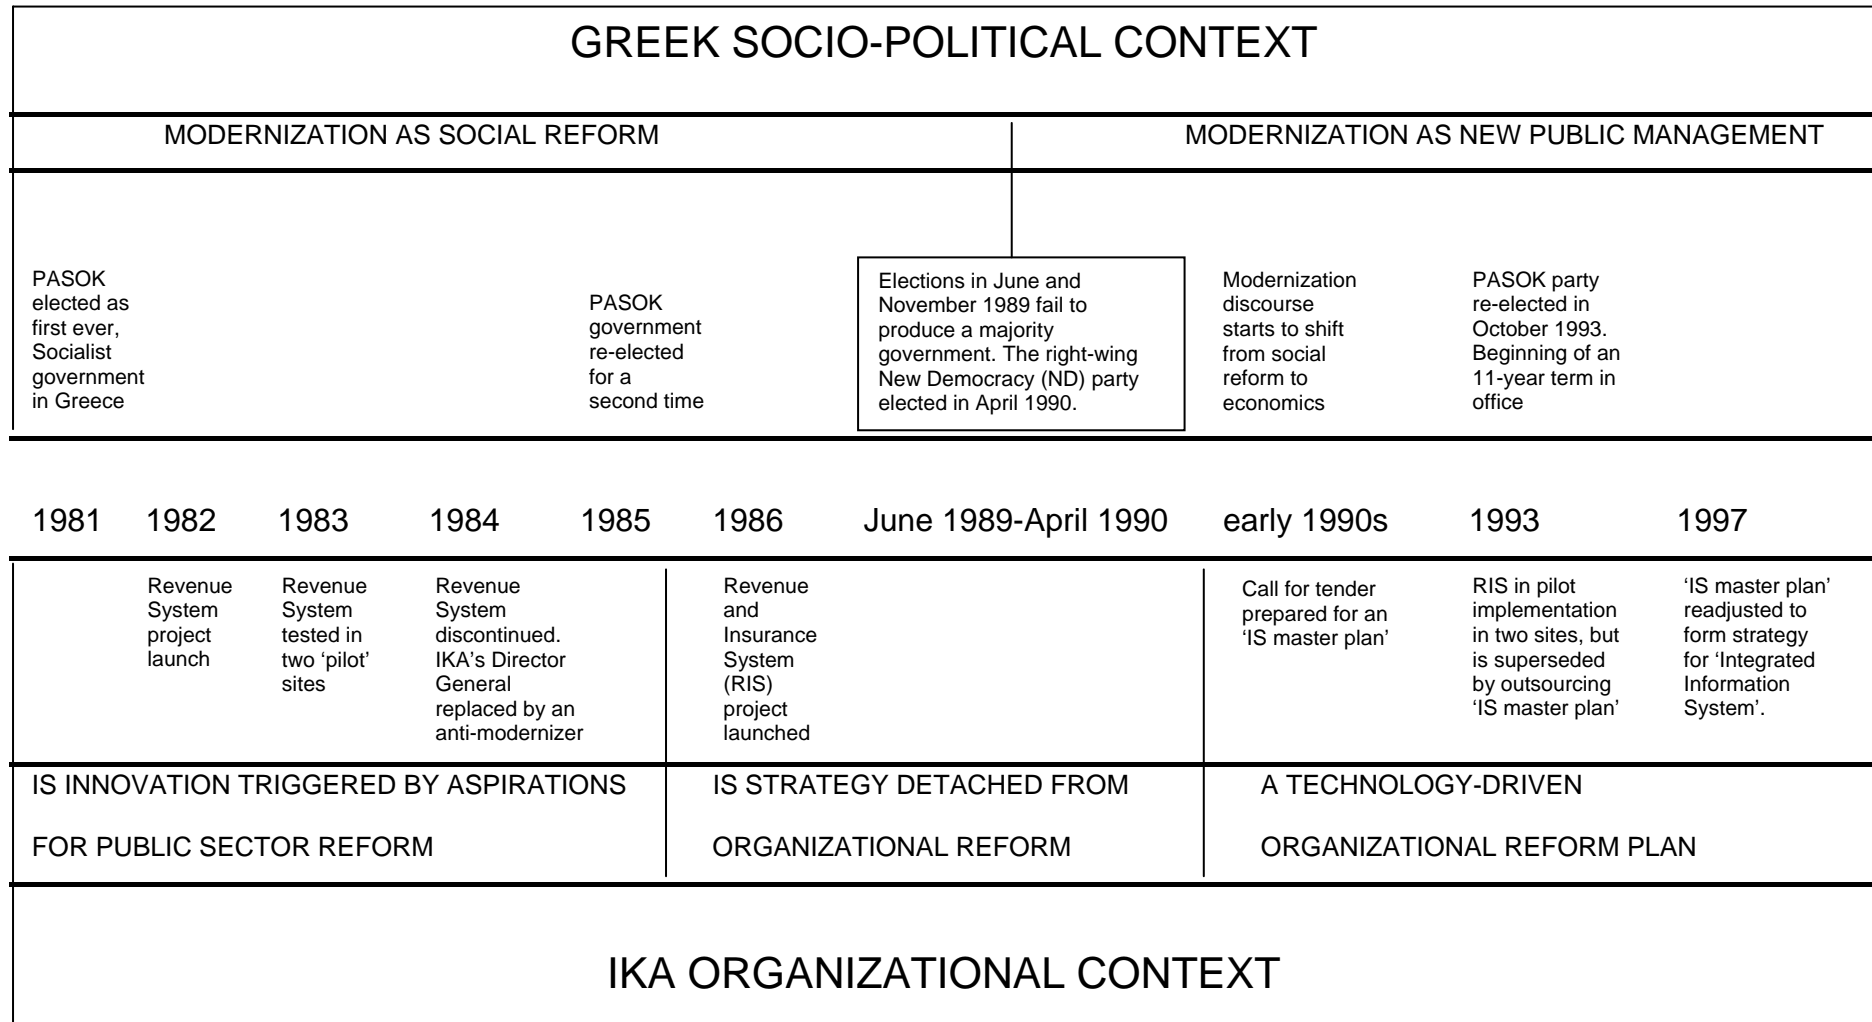 GREEK SOCIO-POLITICAL CONTEXT
MODERNIZATION AS SOCIAL REFORM
MODERNIZATION AS NEW PUBLIC MANAGEMENT
PASOK
elected as
first ever,
Socialist
government
in Greece
PASOK
government
re-elected
for a
second time
Elections in June and
November 1989 fail to
produce a majority
government. The right-wing
New Democracy (ND) party
elected in April 1990.
Modernization
discourse
starts to shift
from social
reform to
economics
PASOK party
re-elected in
October 1993.
Beginning of an
11-year term in
office
1981
1982
1983
1984
1985
1986
June 1989-April 1990
early 1990s
1993
1997
Revenue
System
project
launch
Revenue
System
tested in
two ‘pilot’
sites
Revenue
System
discontinued.
IKA's Director
General
replaced by an
anti-modernizer
Revenue
and
Insurance
System
(RIS)
project
launched
Call for tender
prepared for an
‘IS master plan’
RIS in pilot
implementation
in two sites, but
is superseded
by outsourcing
‘IS master plan’
‘IS master plan’
readjusted to
form strategy
for ‘Integrated
Information
System’.
IS INNOVATION TRIGGERED BY ASPIRATIONS
FOR PUBLIC SECTOR REFORM
IS STRATEGY DETACHED FROM
ORGANIZATIONAL REFORM
A TECHNOLOGY-DRIVEN
ORGANIZATIONAL REFORM PLAN
IKA ORGANIZATIONAL CONTEXT